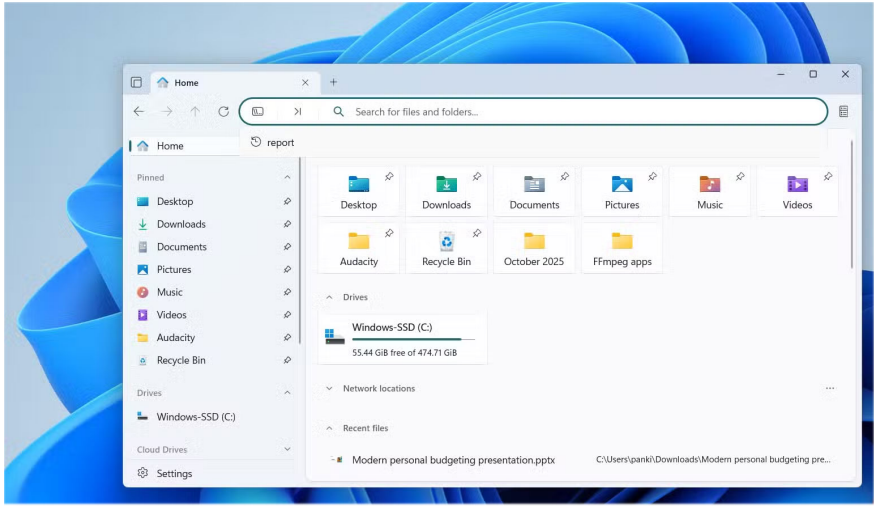 Home
Search for files and folders...
Home
report
Pinned
Desktop
Downloads
Documents
Pictures
Music
Videos
Audacity
Recycle Bin
Drives
Windows-SSD (C:)
Cloud Drives
Settings
Desktop Downloads Documents Pictures Music Videos
Audacity Recycle Bin October 2025 FFmpeg apps
Drives
Windows-SSD (C:)
55.44 GiB free of 474.71 GiB
Network locations
Recent files
Modern personal budgeting presentation.pptx C:\Users\panki\Downloads\Modern personal budgeting pre...